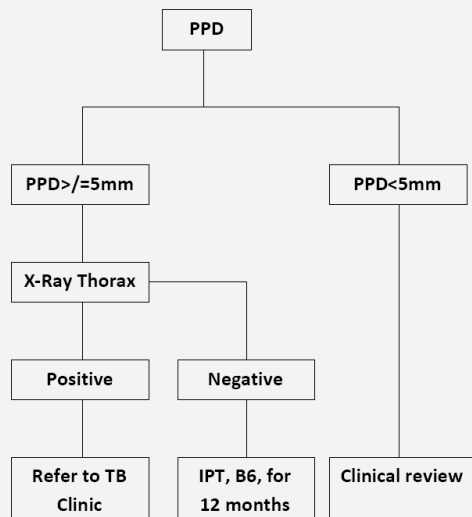 PPD
PPD>/=5mm
PPD<5mm
X-Ray Thorax
Positive
Negative
Refer to TB
Clinic
IPT, B6, for
12 months
Clinical review